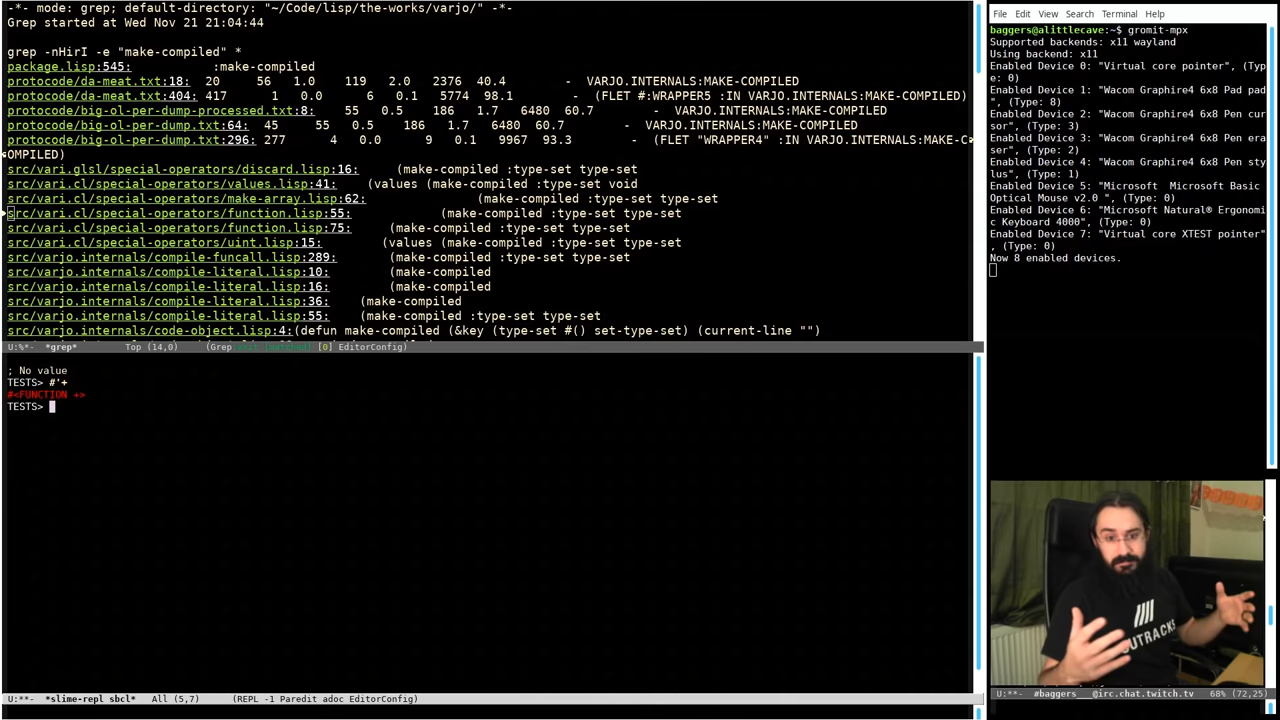 -*- mode: grep; default-directory: "~/Code/lisp/the-works/varjo/" -*-
Grep started at Wed Nov 21 21:04:44
grep -nHirI -e "make-compiled" *
package.lisp:545:            :make-compiled
protocode/da-meat.txt:18:  20      56   1.0     119   2.0    2376  40.4          -  VARJO.INTERNALS:MAKE-COMPILED
protocode/da-meat.txt:404: 417       1   0.0       6   0.1    5774  98.1          -  (FLET #:WRAPPER5 :IN VARJO.INTERNALS:MAKE-COMPILED)
protocode/big-ol-per-dump-processed.txt:8:     55   0.5     186   1.7    6480  60.7             -  VARJO.INTERNALS:MAKE-COMPILED
protocode/big-ol-per-dump.txt:64:  45      55   0.5     186   1.7    6480  60.7         -  VARJO.INTERNALS:MAKE-COMPILED
protocode/big-ol-per-dump.txt:296: 277       4   0.0       9   0.1    9967  93.3          -  (FLET "WRAPPER4" :IN VARJO.INTERNALS:MAKE-C
OMPILED)
src/vari.glsl/special-operators/discard.lisp:16:      (make-compiled :type-set type-set
src/vari.cl/special-operators/values.lisp:41:     (values (make-compiled :type-set void
src/vari.cl/special-operators/make-array.lisp:62:                (make-compiled :type-set type-set
src/vari.cl/special-operators/function.lisp:55:             (make-compiled :type-set type-set
src/vari.cl/special-operators/function.lisp:75:      (make-compiled :type-set type-set
src/vari.cl/special-operators/uint.lisp:15:       (values (make-compiled :type-set type-set
src/varjo.internals/compile-funcall.lisp:289:        (make-compiled :type-set type-set
src/varjo.internals/compile-literal.lisp:10:         (make-compiled
src/varjo.internals/compile-literal.lisp:16:         (make-compiled
src/varjo.internals/compile-literal.lisp:36:     (make-compiled
src/varjo.internals/compile-literal.lisp:55:     (make-compiled :type-set type-set
src/varjo.internals/code-object.lisp:4:(defun make-compiled (&key (type-set #() set-type-set) (current-line "")
U:%*-  *grep*         Top (14,0)     (Grep:exit [matched] [0] EditorConfig)
; No value
TESTS> #'+
#<FUNCTION +>
TESTS>
U:**-  *slime-repl sbcl*   All (5,7)     (REPL -1 Paredit adoc EditorConfig)
File  Edit  View  Search  Terminal  Help
baggers@alittlecave:~$ gromit-mpx
Supported backends: x11 wayland
Using backend: x11
Enabled Device 0: "Virtual core pointer", (Typ
e: 0)
Enabled Device 1: "Wacom Graphire4 6x8 Pad pad
", (Type: 8)
Enabled Device 2: "Wacom Graphire4 6x8 Pen cur
sor", (Type: 3)
Enabled Device 3: "Wacom Graphire4 6x8 Pen era
ser", (Type: 2)
Enabled Device 4: "Wacom Graphire4 6x8 Pen sty
lus", (Type: 1)
Enabled Device 5: "Microsoft  Microsoft Basic
Optical Mouse v2.0 ", (Type: 0)
Enabled Device 6: "Microsoft Natural® Ergonomi
c Keyboard 4000", (Type: 0)
Enabled Device 7: "Virtual core XTEST pointer"
, (Type: 0)
Now 8 enabled devices.
OUTRACKS
U:**-  #baggers___@irc.chat.twitch.tv   68% (72,25)